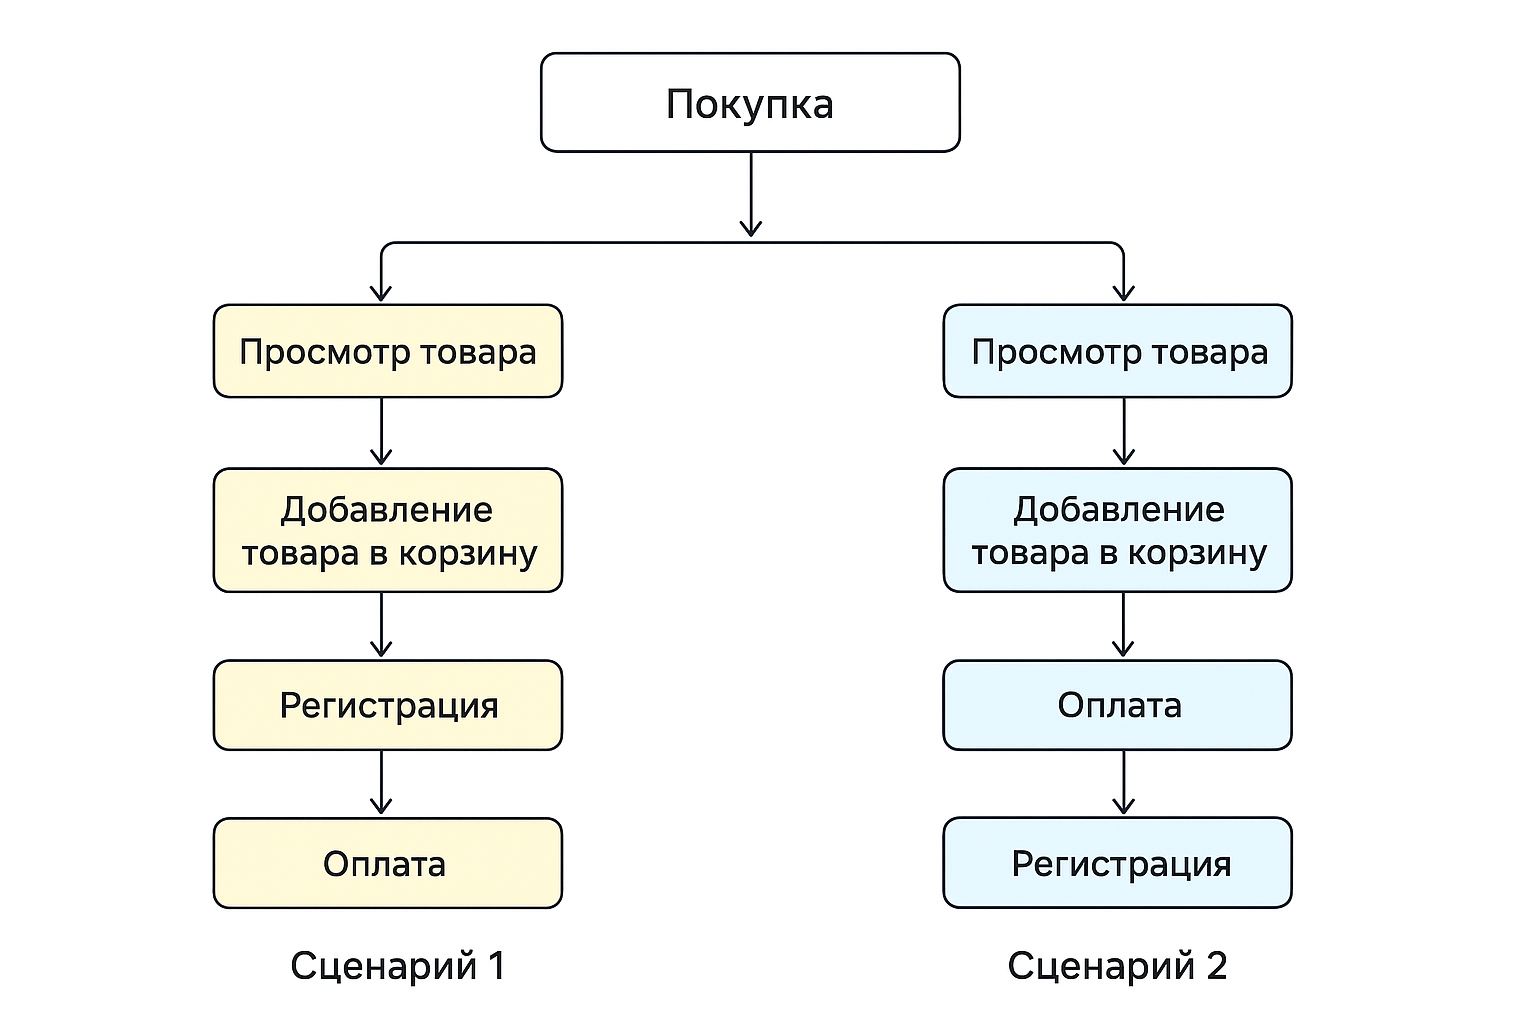 Покупка
Просмотр товара
Добавление
товара в корзину
Регистрация
Оплата
Сценарий 1
Просмотр товара
Добавление
товара в корзину
Оплата
Регистрация
Сценарий 2